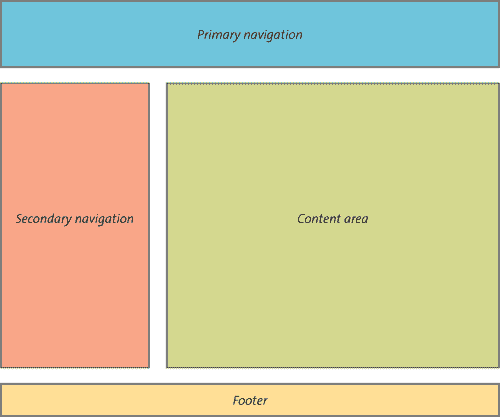 Primary navigation
Secondary navigation
Content area
Footer